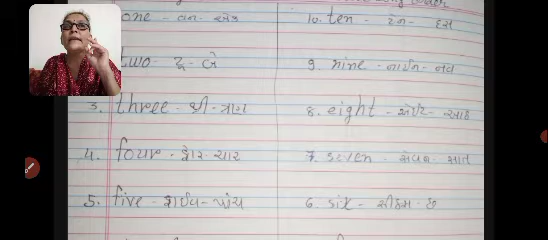 one - વન - એક
10. ten - ટેન - દસ
two - ટૂ - બે
9. nine - નાઈન - નવ
3. three - થ્રી - ત્રણ
8. eight - એઈટ - આઠ
4. four - ફોર - ચાર
7. seven - સેવન - સાત
5. five - ફાઈવ - પાંચ
6. six - સીક્સ - છ